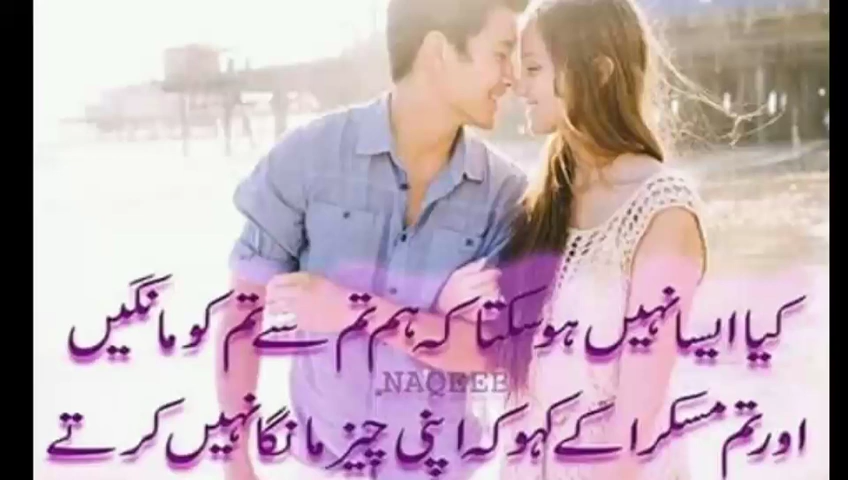 کیا ایسا نہیں ہو سکتا کہ ہم تم سے تم کو مانگیں
NAQEEB
اور تم مسکرا کے کہو کہ اپنی چیز مانگا نہیں کرتے